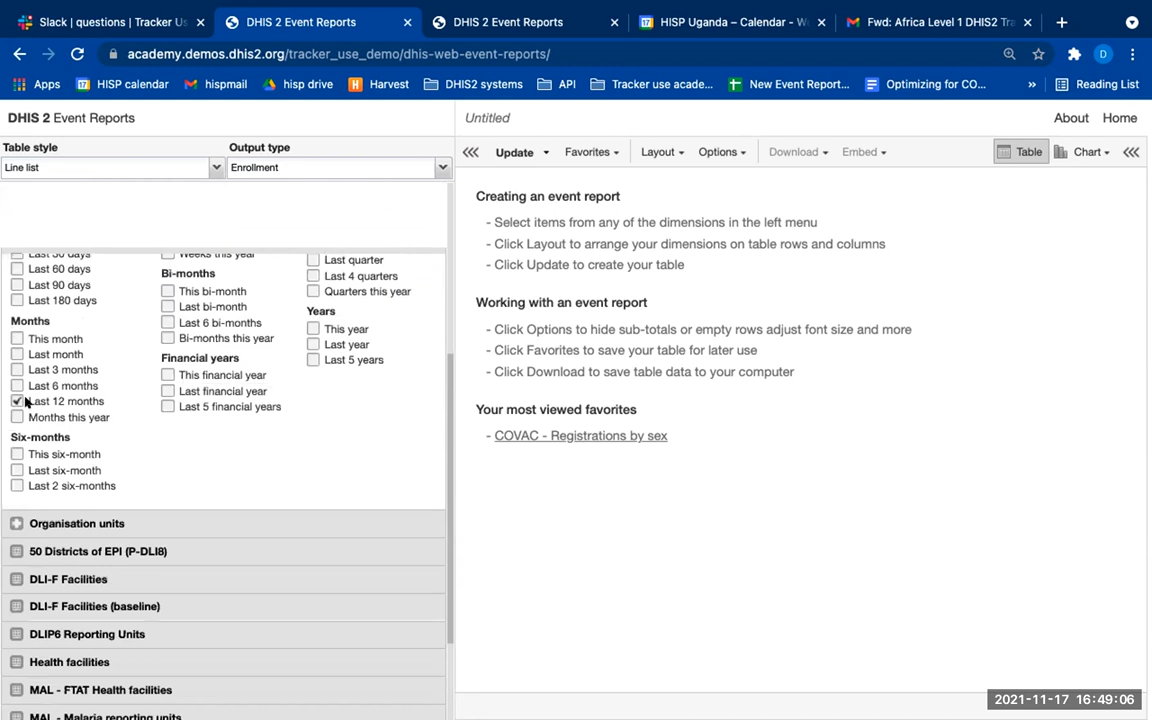 Slack | questions | Tracker Us
DHIS 2 Event Reports
DHIS 2 Event Reports
HISP Uganda – Calendar - W
Fwd: Africa Level 1 DHIS2 Tra
academy.demos.dhis2.org/tracker_use_demo/dhis-web-event-reports/
D
Apps
HISP calendar
hispmail
hisp drive
Harvest
DHIS2 systems
API
Tracker use acade...
New Event Report...
Optimizing for CO...
Reading List
DHIS 2 Event Reports
Untitled
About
Home
Table style
Output type
Line list
Enrollment
Update
Favorites
Layout
Options
Download
Embed
Table
Chart
Creating an event report
- Select items from any of the dimensions in the left menu
- Click Layout to arrange your dimensions on table rows and columns
- Click Update to create your table
Working with an event report
- Click Options to hide sub-totals or empty rows adjust font size and more
- Click Favorites to save your table for later use
- Click Download to save table data to your computer
Your most viewed favorites
- COVAC - Registrations by sex
Last 30 days
Last 60 days
Last 90 days
Last 180 days
Months
This month
Last month
Last 3 months
Last 6 months
Last 12 months
Months this year
Six-months
This six-month
Last six-month
Last 2 six-months
Weeks this year
Bi-months
This bi-month
Last bi-month
Last 6 bi-months
Bi-months this year
Financial years
This financial year
Last financial year
Last 5 financial years
Last quarter
Last 4 quarters
Quarters this year
Years
This year
Last year
Last 5 years
Organisation units
50 Districts of EPI (P-DLI8)
DLI-F Facilities
DLI-F Facilities (baseline)
DLIP6 Reporting Units
Health facilities
MAL - FTAT Health facilities
MAL - Malaria reporting units
2021-11-17 16:49:06